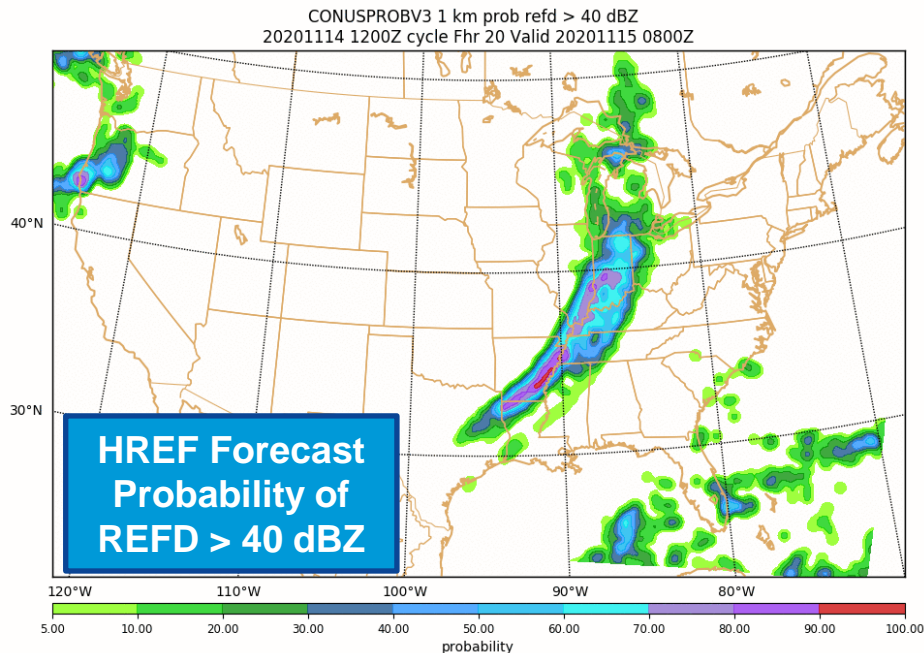 CONUSPROBV3 1 km prob refd > 40 dBZ
20201114 1200Z cycle Fhr 20 Valid 20201115 0800Z
40°N
30°N
HREF Forecast
Probability of
REFD > 40 dBZ
120°W 110°W 100°W 90°W 80°W
5.00 10.00 20.00 30.00 40.00 50.00 60.00 70.00 80.00 90.00 100.00
probability